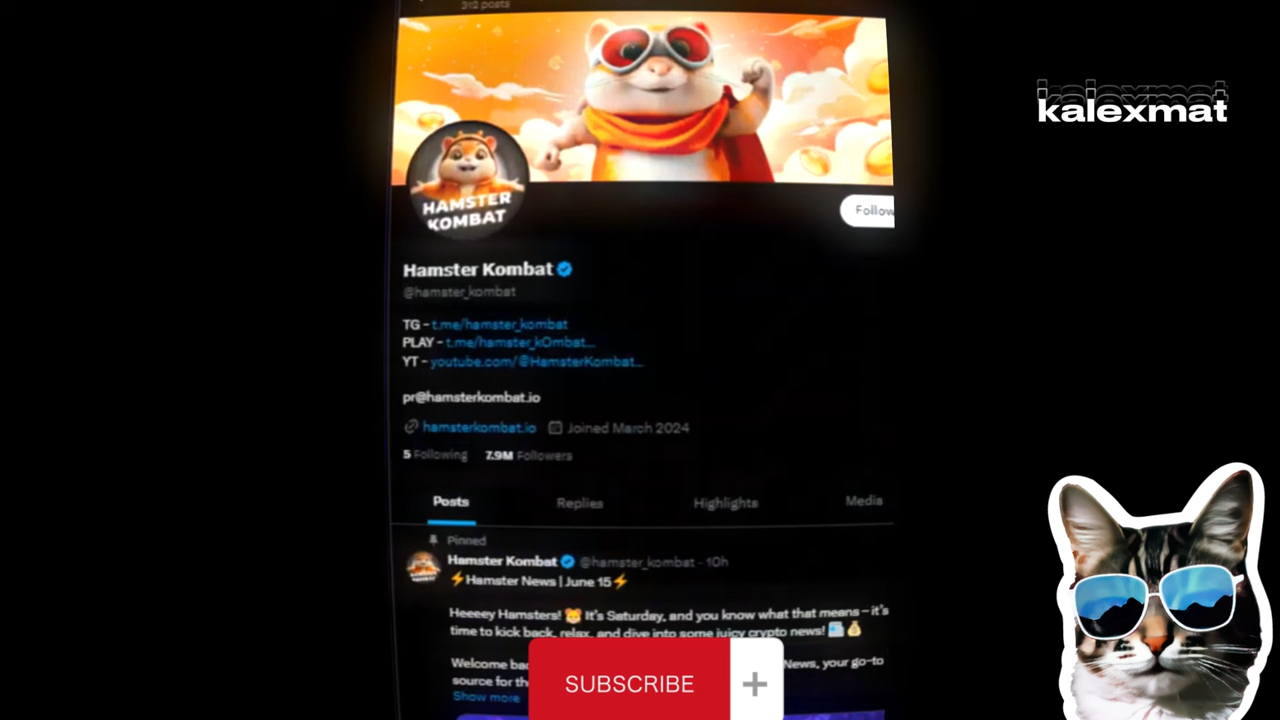 312 posts
kalexmat
HAMSTER
KOMBAT
Follow
Hamster Kombat
@hamster_kombat
TG - t.me/hamster_kombat
PLAY - t.me/hamster_k0mbat...
YT - youtube.com/@HamsterKombat...
pr@hamsterkombat.io
hamsterkombat.io Joined March 2024
5 Following 7.9M Followers
Posts Replies Highlights Media
Pinned
Hamster Kombat @hamster_kombat · 10h
⚡Hamster News | June 15⚡
Heeeey Hamsters! 🐹 It's Saturday, and you know what that means – it's
time to kick back, relax, and dive into some juicy crypto news! 📰💰
Welcome News, your go-to
source for
Show more
SUBSCRIBE +